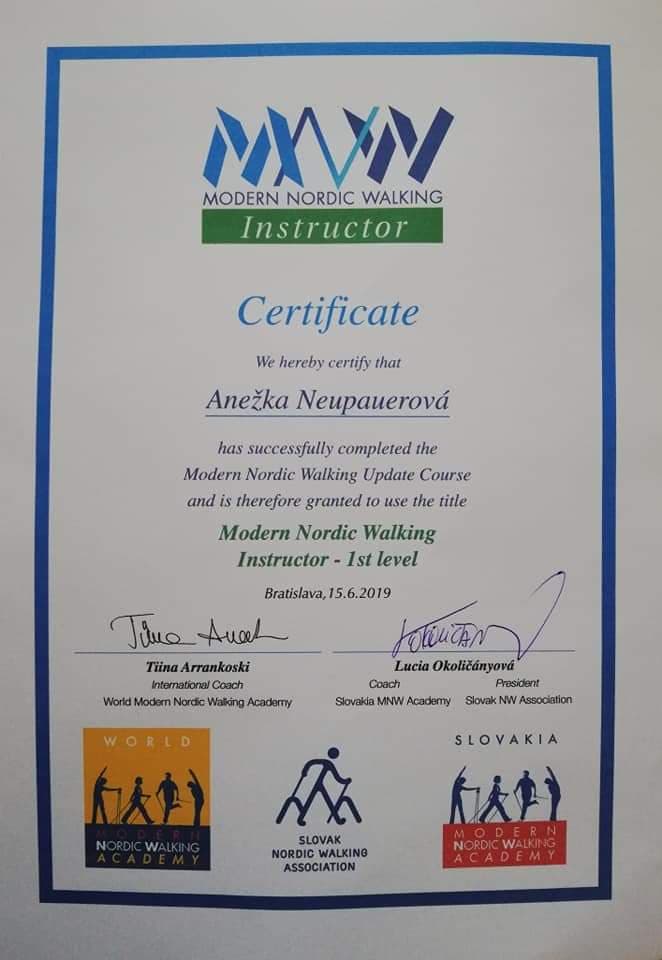 MNW
MODERN NORDIC WALKING
Instructor
Certificate
We hereby certify that
Anežka Neupauerová
has successfully completed the
Modern Nordic Walking Update Course
and is therefore granted to use the title
Modern Nordic Walking
Instructor - 1st level
Bratislava, 15.6.2019
Tiina Arrankoski
International Coach
World Modern Nordic Walking Academy
Lucia Okoličányová
Coach President
Slovakia MNW Academy Slovak NW Association
WORLD
MODERN
NORDIC WALKING
ACADEMY
SLOVAK
NORDIC WALKING
ASSOCIATION
SLOVAKIA
MODERN
NORDIC WALKING
ACADEMY